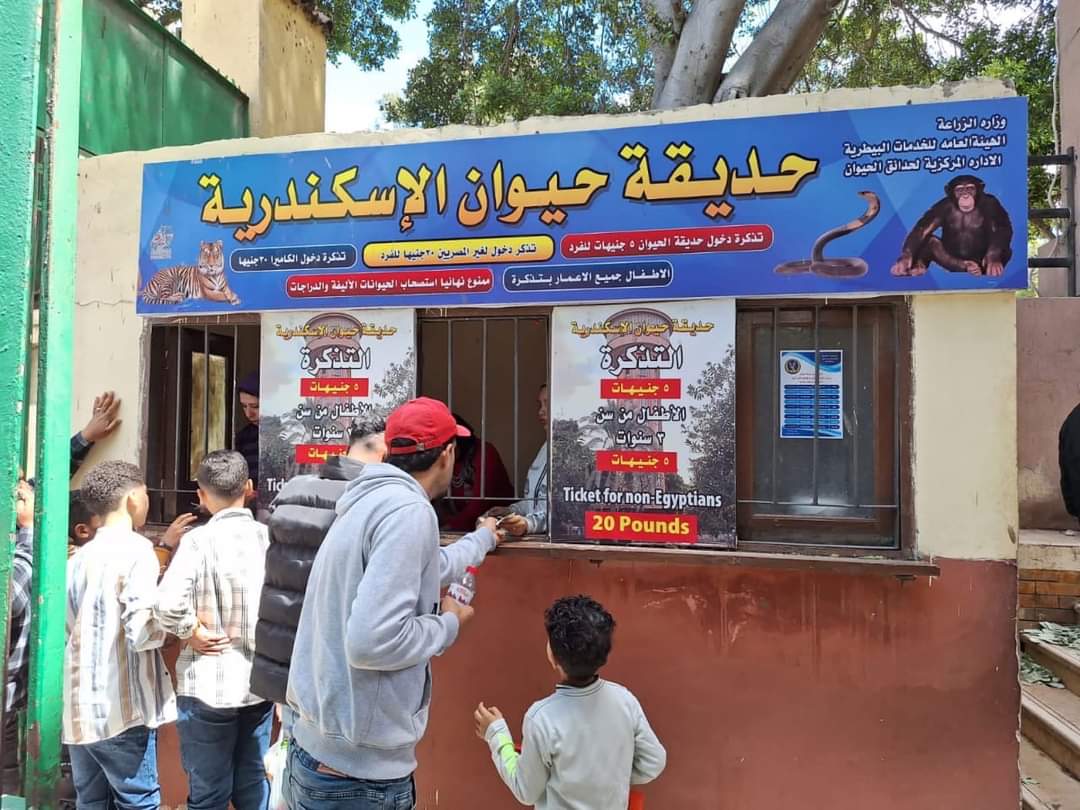 وزاره الزراعة
الهيئة العامه للخدمات البيطرية
الاداره المركزية لحدائق الحيوان
حديقة حيوان الإسكندرية
تذكرة دخول حديقة الحيوان ٥ جنيهات للفرد
تذكر دخول لغير المصريين ٢٠جنيها للفرد
تذكرة دخول الكاميرا ٢٠جنيها
الاطفال جميع الاعمار بتذكرة
ممنوع نهائيا استصحاب الحيوانات الأليفة والدراجات
حديقة حيوان الإسكندرية
التذكرة
٥ جنيهات
الأطفال من سن
٣ سنوات
٥ جنيهات
Ticket for non-Egyptians
20 Pounds
حديقة حيوان الإسكندرية
التذكرة
٥ جنيهات
الأطفال من سن
٣ سنوات